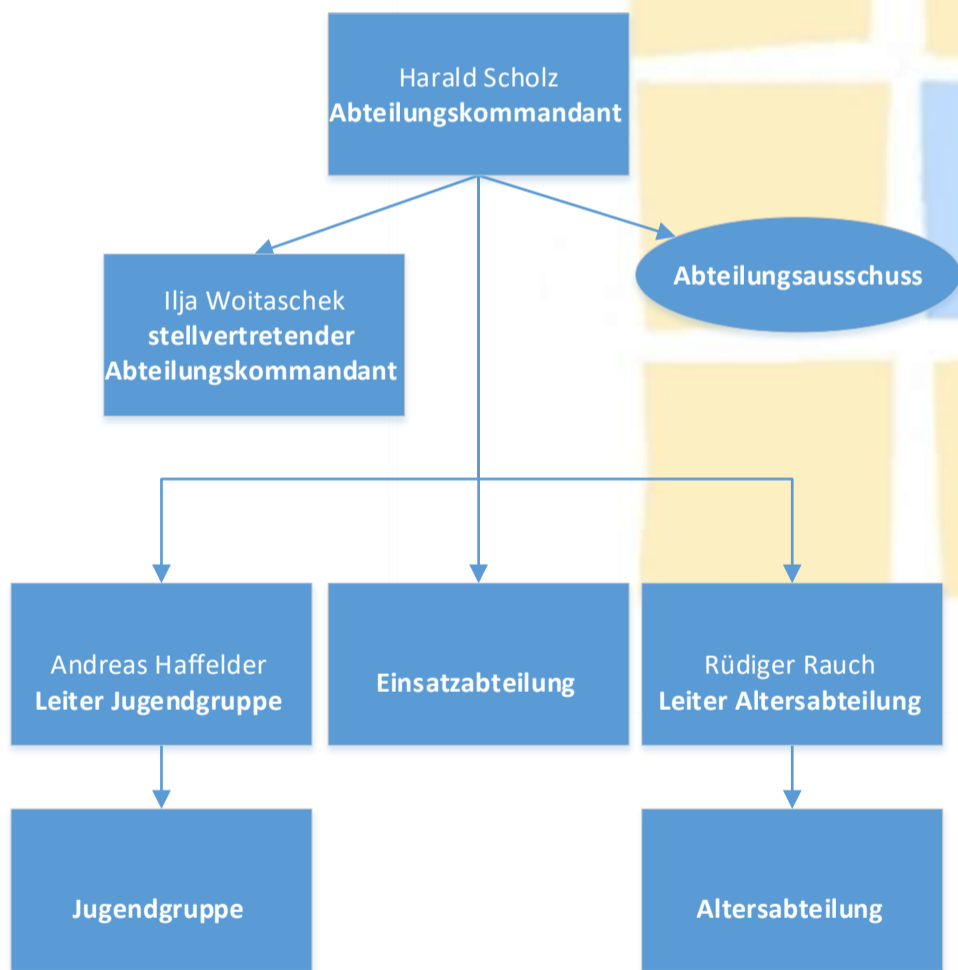 Harald Scholz
Abteilungskommandant
Abteilungsausschuss
Ilja Woitaschek
stellvertretender
Abteilungskommandant
Andreas Haffelder
Leiter Jugendgruppe
Einsatzabteilung
Rüdiger Rauch
Leiter Altersabteilung
Jugendgruppe
Altersabteilung